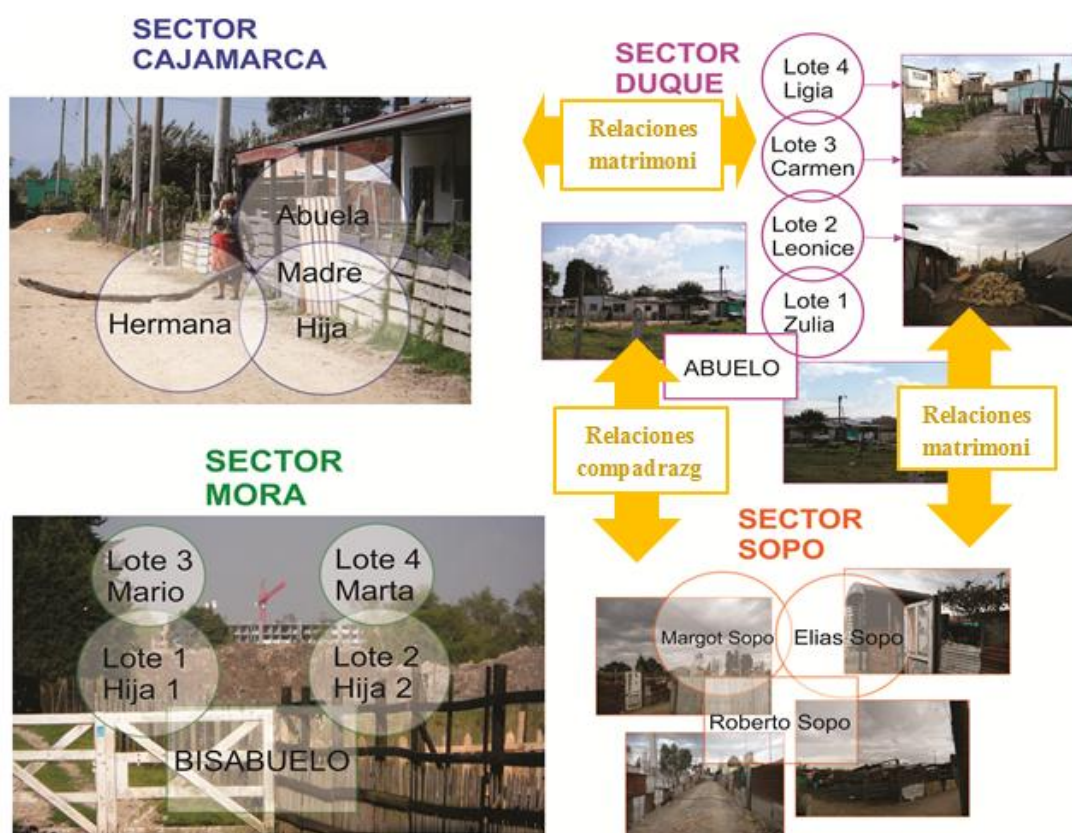 SECTOR
CAJAMARCA
Abuela
Madre
Hermana
Hija
SECTOR
DUQUE
Relaciones
matrimoni
Lote 4
Ligia
Lote 3
Carmen
Lote 2
Leonice
Lote 1
Zulia
ABUELO
Relaciones
compadrazg
Relaciones
matrimoni
SECTOR
MORA
Lote 3
Mario
Lote 4
Marta
Lote 1
Hija 1
Lote 2
Hija 2
BISABUELO
SECTOR
SOPO
Margot Sopo
Elias Sopo
Roberto Sopo